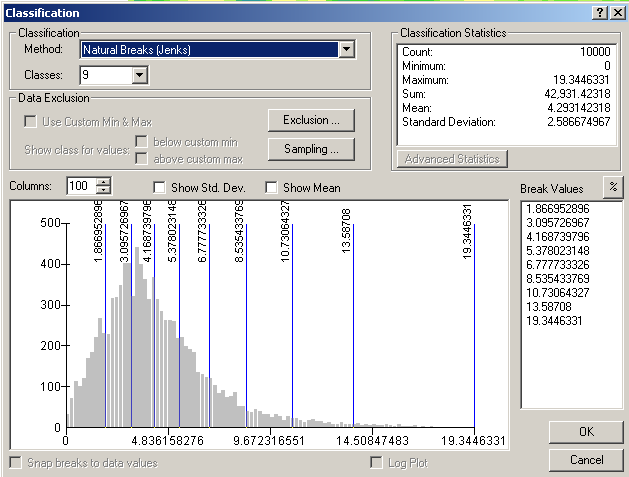 Classification
Classification
Method: Natural Breaks (Jenks)
Classes: 9
Data Exclusion
Use Custom Min & Max
Exclusion ...
Show class for values:
below custom min
above custom max
Sampling ...
Classification Statistics
Count: 10000
Minimum: 0
Maximum: 19.3446331
Sum: 42,931.42318
Mean: 4.293142318
Standard Deviation: 2.586674967
Advanced Statistics
Columns: 100
Show Std. Dev.
Show Mean
Break Values
%
500
400
300
200
100
0
1.866952896
3.095726967
4.168739796
5.378023148
6.777733326
8.535433769
10.73064327
13.58708
19.3446331
0
4.836158276
9.672316551
14.50847483
19.3446331
1.866952896
3.095726967
4.168739796
5.378023148
6.777733326
8.535433769
10.73064327
13.58708
19.3446331
OK
Cancel
Snap breaks to data values
Log Plot